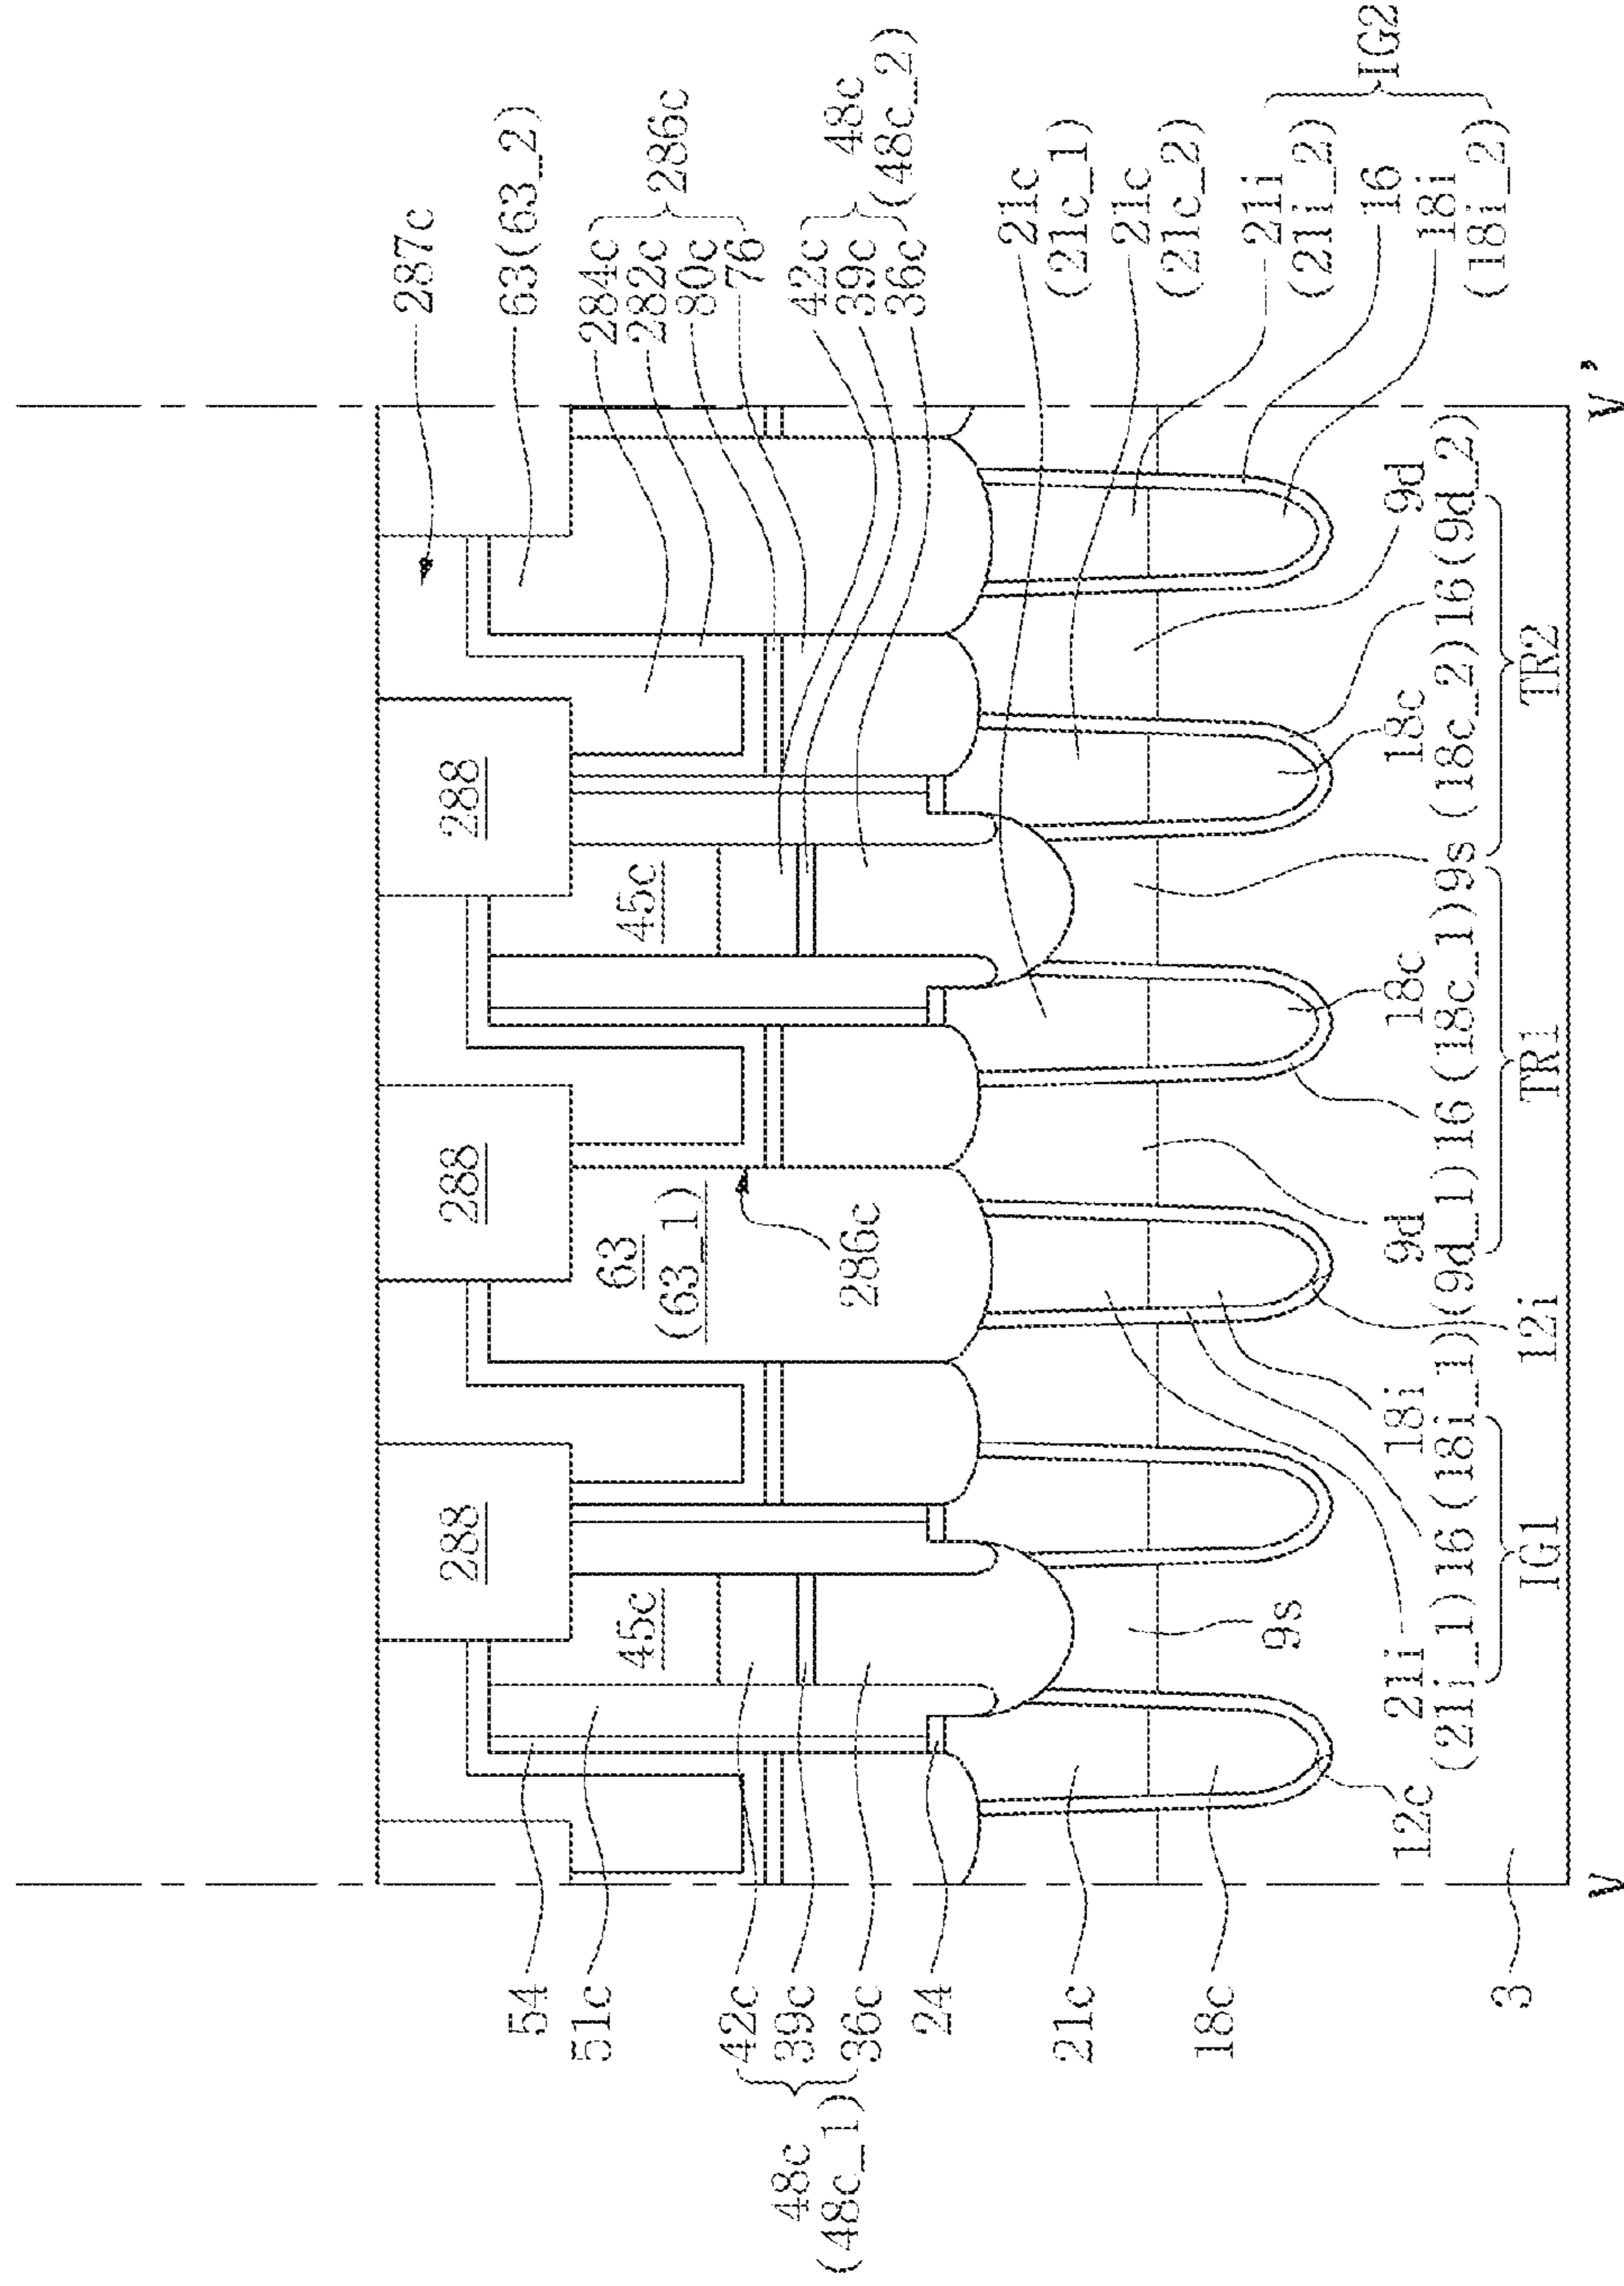 287c
63(63_2)
284c
282c
80c
76
286c
42c
39c
36c
48c
(48c_2)
21c
(21c_1)
21c
(21c_2)
21i
(21i_2)
16
18i
(18i_2)
IG2
288
288
288
45c
45c
63
(63_1)
286c
54
51c
42c
39c
36c
48c
(48c_1)
24
21c
18c
3
9s
12c
21i
(21i_1)
16
18i
(18i_1)
IG1
12i
9d
(9d_1)
16
18c
(18c_1)
9s
TR1
18c
(18c_2)
16
9d
(9d_2)
TR2
V
V'